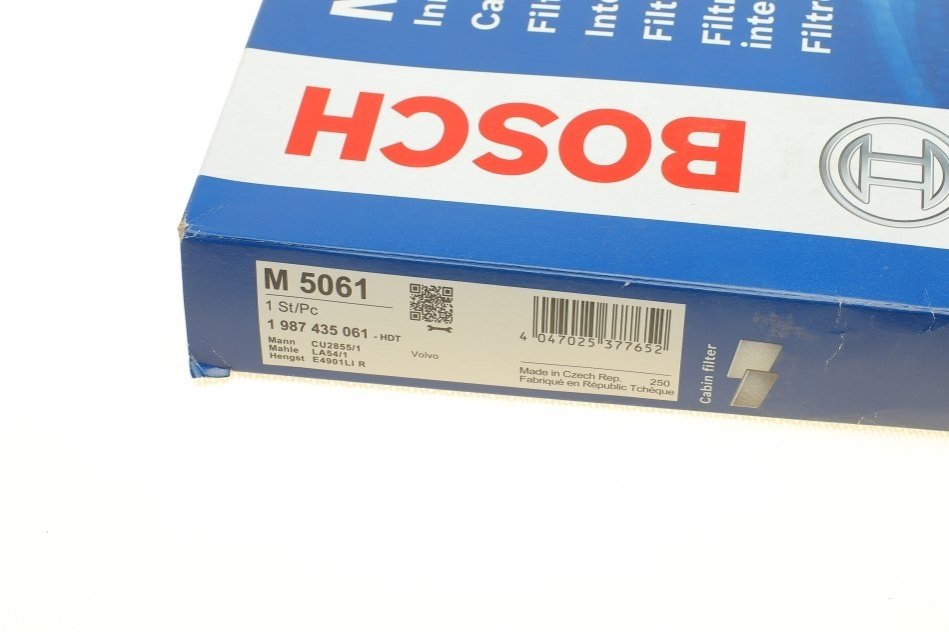 BOSCH
M 5061
1 St/Pc
1 987 435 061 - HDT
Mann CU2855/1
Mahle LA54/1
Hengst E4901LI R
Volvo
4 047025 377652
Made in Czech Rep. 250
Fabriqué en République Tchèque
Cabin filter